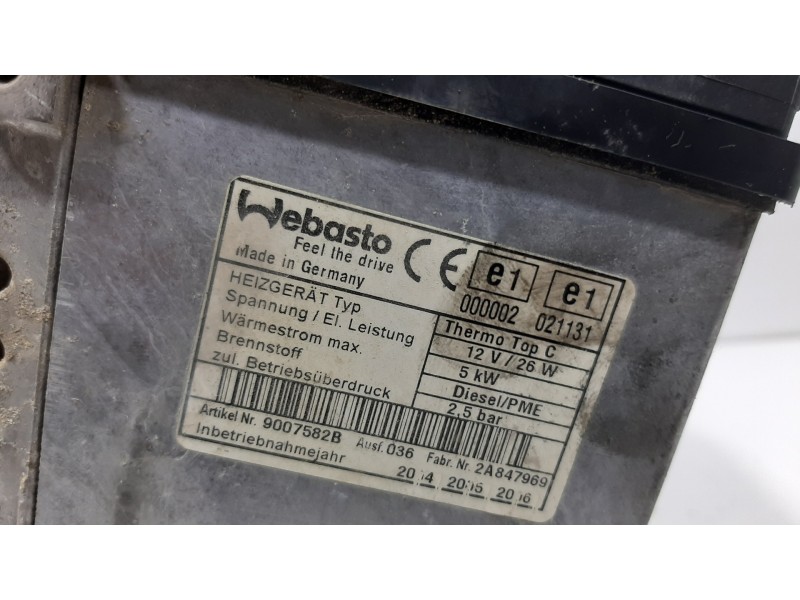 Webasto
Feel the drive
Made in Germany
CE e1 e1
000002 021131
HEIZGERÄT Typ Thermo Top C
Spannung / El. Leistung 12 V / 26 W
Wärmestrom max. 5 kW
Brennstoff Diesel/PME
zul. Betriebsüberdruck 2,5 bar
Artikel Nr. 9007582B Ausf. 036 Fabr. Nr. 2A847969
Inbetriebnahmejahr 2014 2015 2016